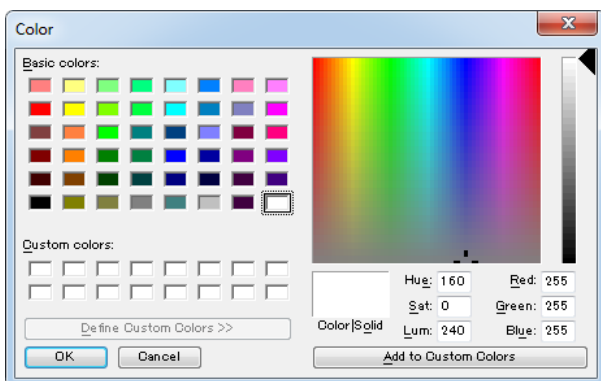 Color
Basic colors:
Custom colors:
Define Custom Colors >>
OK Cancel
Color|Solid
Hue: 160 Red: 255
Sat: 0 Green: 255
Lum: 240 Blue: 255
Add to Custom Colors